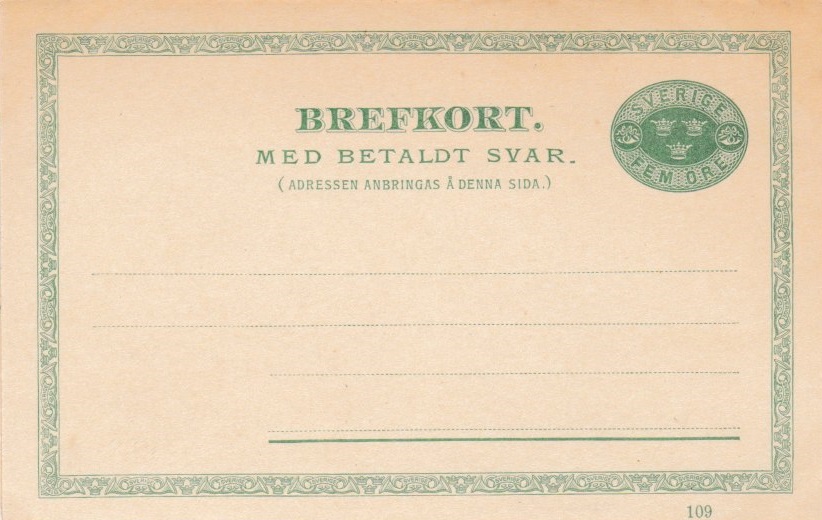 BREFKORT.
SVERIGE
FEM ÖRE
MED BETALDT SVAR.
(ADRESSEN ANBRINGAS Å DENNA SIDA.)
109